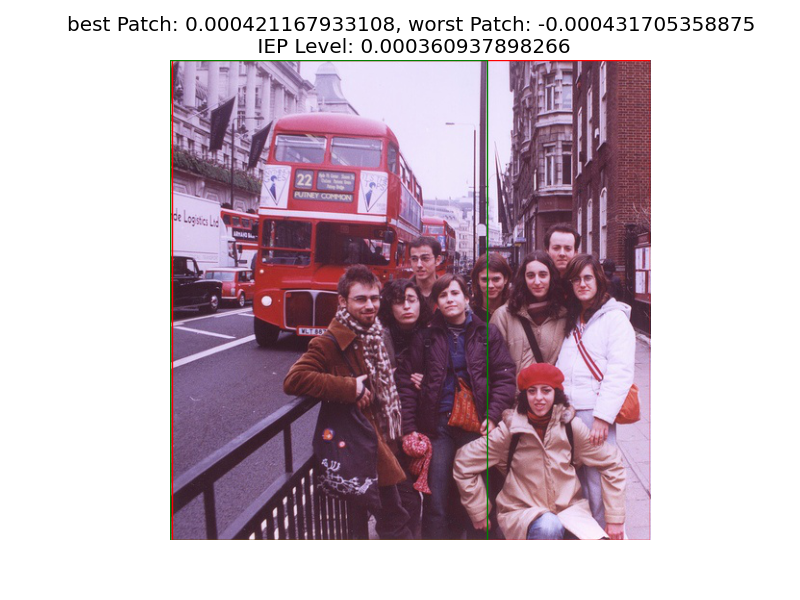 best Patch: 0.000421167933108, worst Patch: -0.000431705358875
IEP Level: 0.000360937898266
22
PUTNEY COMMON
de Logistics Ltd